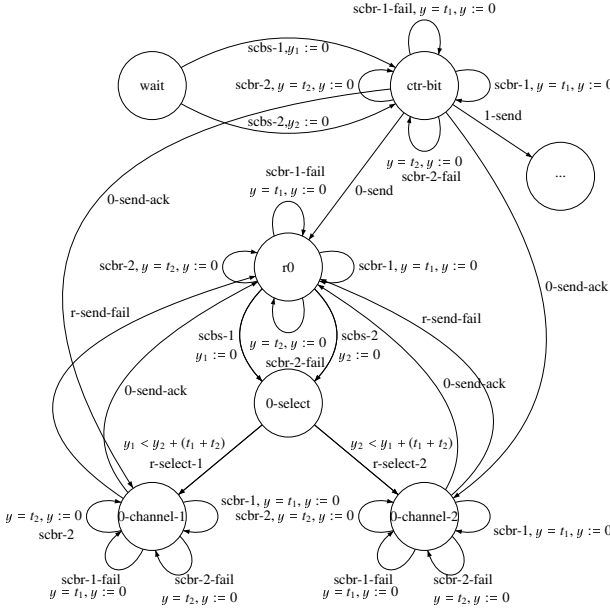 scbr-1-fail, y = t₁, y := 0
scbs-1,y₁ := 0
wait
scbr-2, y = t₂, y := 0
ctr-bit
scbr-1, y = t₁, y := 0
scbs-2,y₂ := 0
1-send
y = t₂, y := 0
scbr-2-fail
...
scbr-1-fail
y = t₁, y := 0
0-send
0-send-ack
scbr-2, y = t₂, y := 0
r0
scbr-1, y = t₁, y := 0
0-send-ack
r-send-fail
r-send-fail
scbs-1
y₁ := 0
y = t₂, y := 0
scbr-2-fail
scbs-2
y₂ := 0
0-send-ack
0-send-ack
0-select
y₁ < y₂ + (t₁ + t₂)
r-select-1
y₂ < y₁ + (t₁ + t₂)
r-select-2
y = t₂, y := 0
scbr-2
0-channel-1
scbr-1, y = t₁, y := 0
scbr-2, y = t₂, y := 0
0-channel-2
scbr-1, y = t₁, y := 0
scbr-1-fail
y = t₁, y := 0
scbr-2-fail
y = t₂, y := 0
scbr-1-fail
y = t₁, y := 0
scbr-2-fail
y = t₂, y := 0